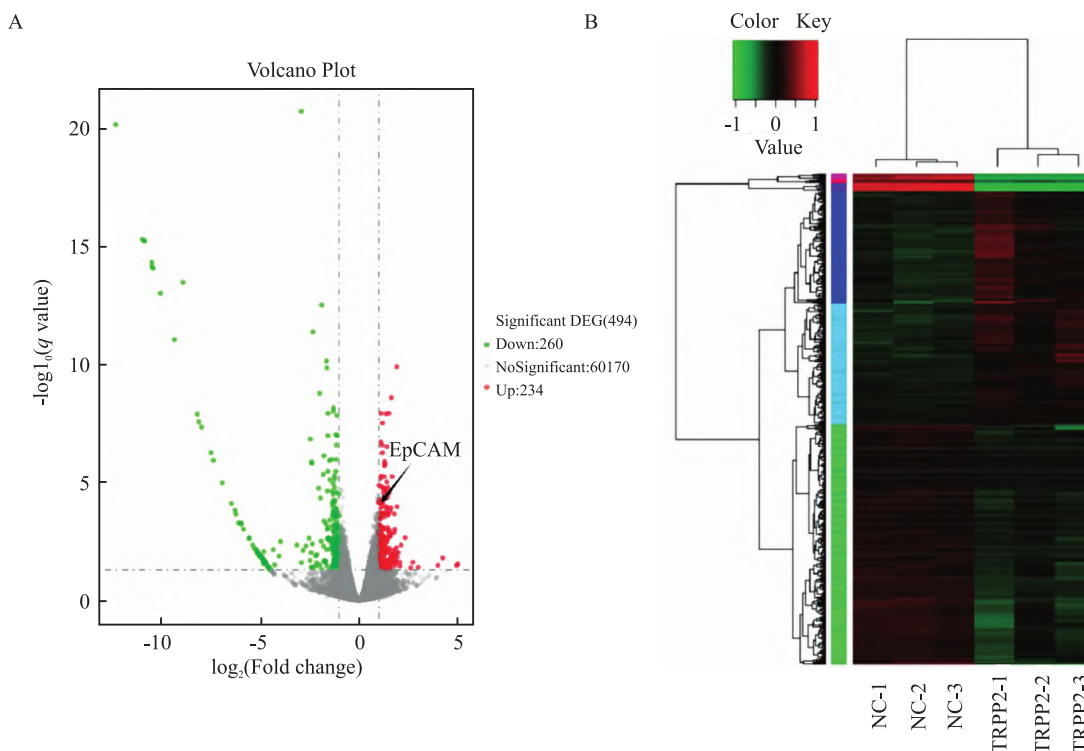 A
Volcano Plot
20
15
10
5
0
-log1₀(q value)
-10
-5
0
5
log₂(Fold change)
EpCAM
Significant DEG(494)
Down:260
NoSignificant:60170
Up:234
B
Color Key
-1 0 1
Value
NC-1
NC-2
NC-3
TRPP2-1
TRPP2-2
TRPP2-3